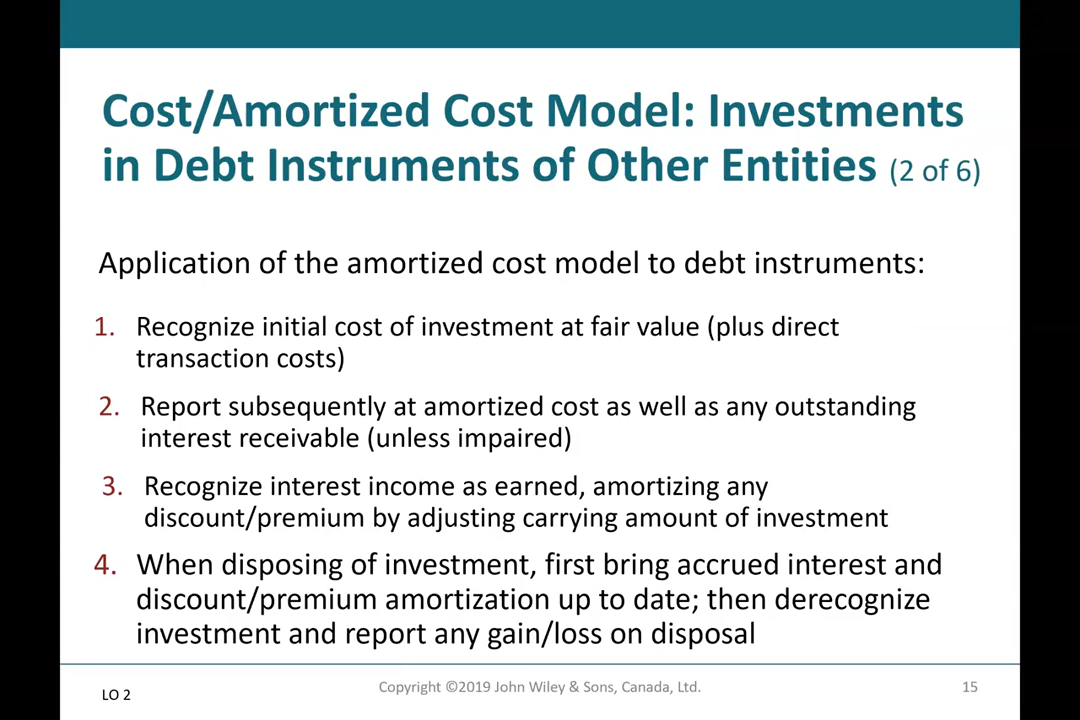 Cost/Amortized Cost Model: Investments
in Debt Instruments of Other Entities (2 of 6)
Application of the amortized cost model to debt instruments:
1. Recognize initial cost of investment at fair value (plus direct
transaction costs)
2. Report subsequently at amortized cost as well as any outstanding
interest receivable (unless impaired)
3. Recognize interest income as earned, amortizing any
discount/premium by adjusting carrying amount of investment
4. When disposing of investment, first bring accrued interest and
discount/premium amortization up to date; then derecognize
investment and report any gain/loss on disposal
LO 2
Copyright ©2019 John Wiley & Sons, Canada, Ltd.
15